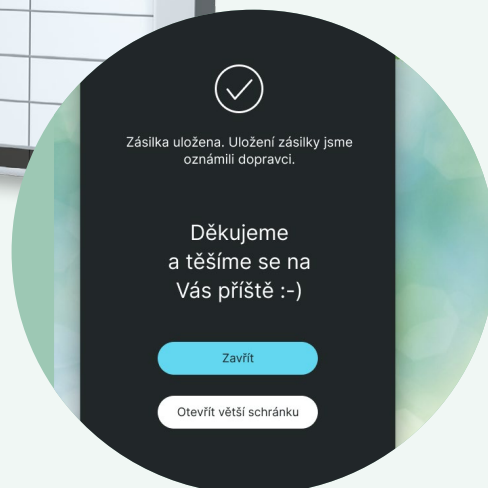 Zásilka uložena. Uložení zásilky jsme
oznámili dopravci.
Děkujeme
a těšíme se na
Vás příště :-)
Zavřít
Otevřít větší schránku